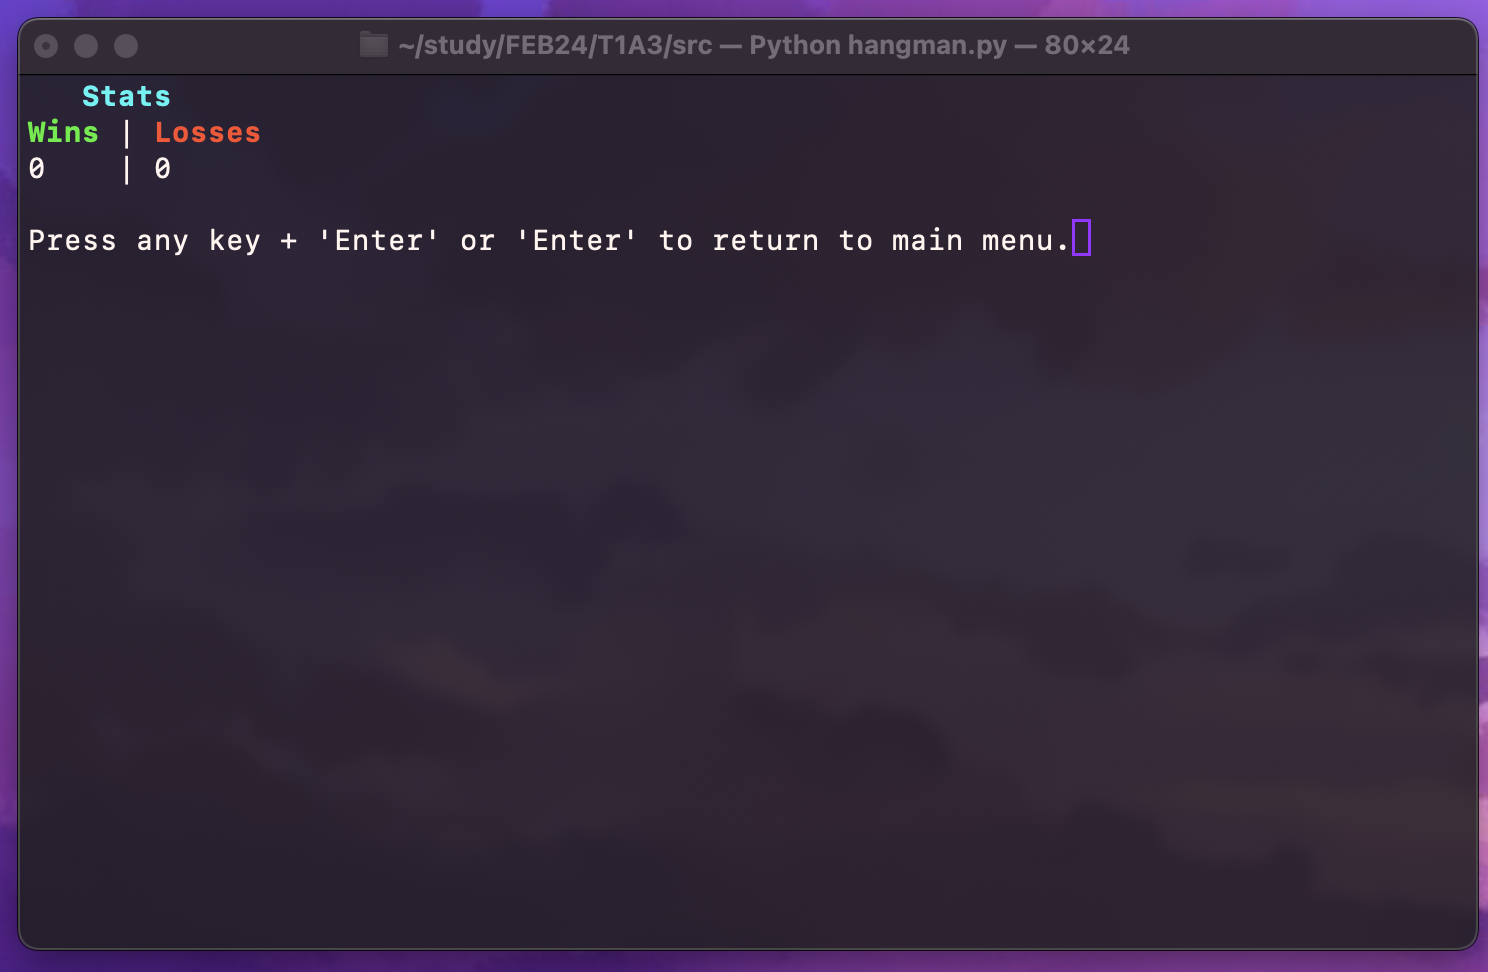 ~/study/FEB24/T1A3/src — Python hangman.py — 80×24
Stats
Wins | Losses
0    | 0
Press any key + 'Enter' or 'Enter' to return to main menu.